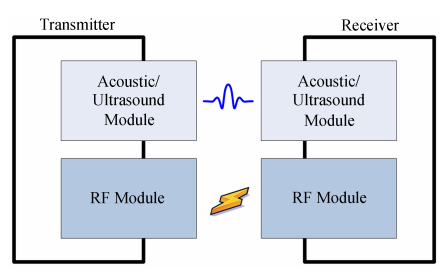 Transmitter
Receiver
Acoustic/
Ultrasound
Module
Acoustic/
Ultrasound
Module
RF Module
RF Module